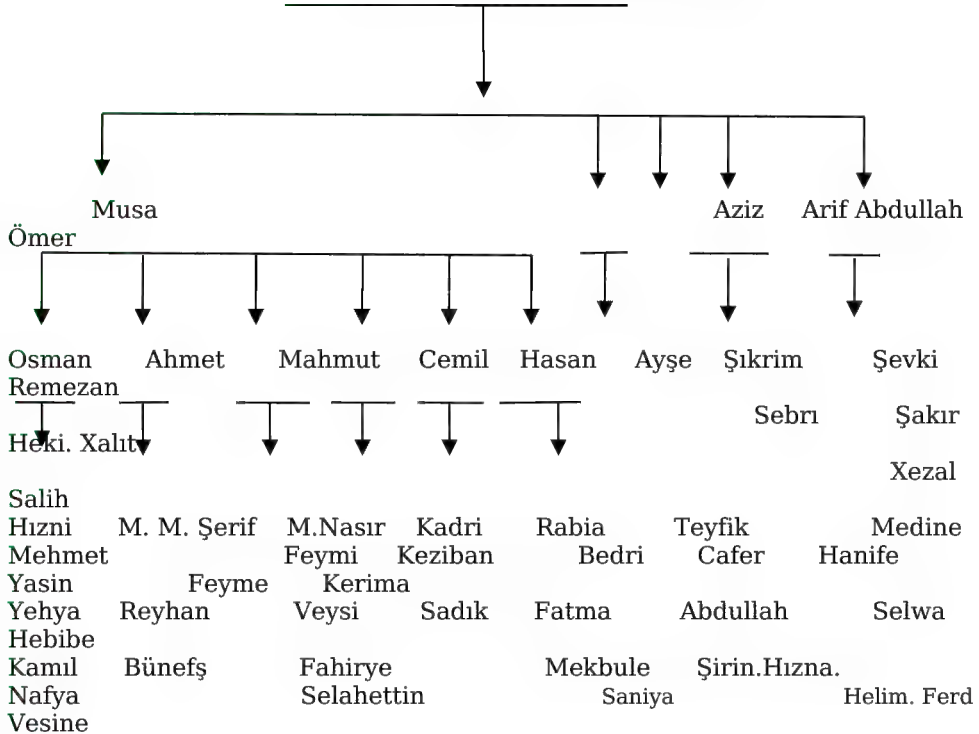 Musa Aziz Arif Abdullah
Ömer
Osman Ahmet Mahmut Cemil Hasan Ayşe Şıkrim Şevki
Remezan
Sebrı Şakır
Heki. Xalıt
Xezal
Salih
Hızni M. M. Şerif M.Nasır Kadri Rabia Teyfik Medine
Mehmet Feymi Keziban Bedri Cafer Hanife
Yasin Feyme Kerima
Yehya Reyhan Veysi Sadık Fatma Abdullah Selwa
Hebibe
Kamıl Bünefş Fahirye Mekbule Şirin.Hızna.
Nafya Selahettin Saniya Helim. Ferd
Vesine